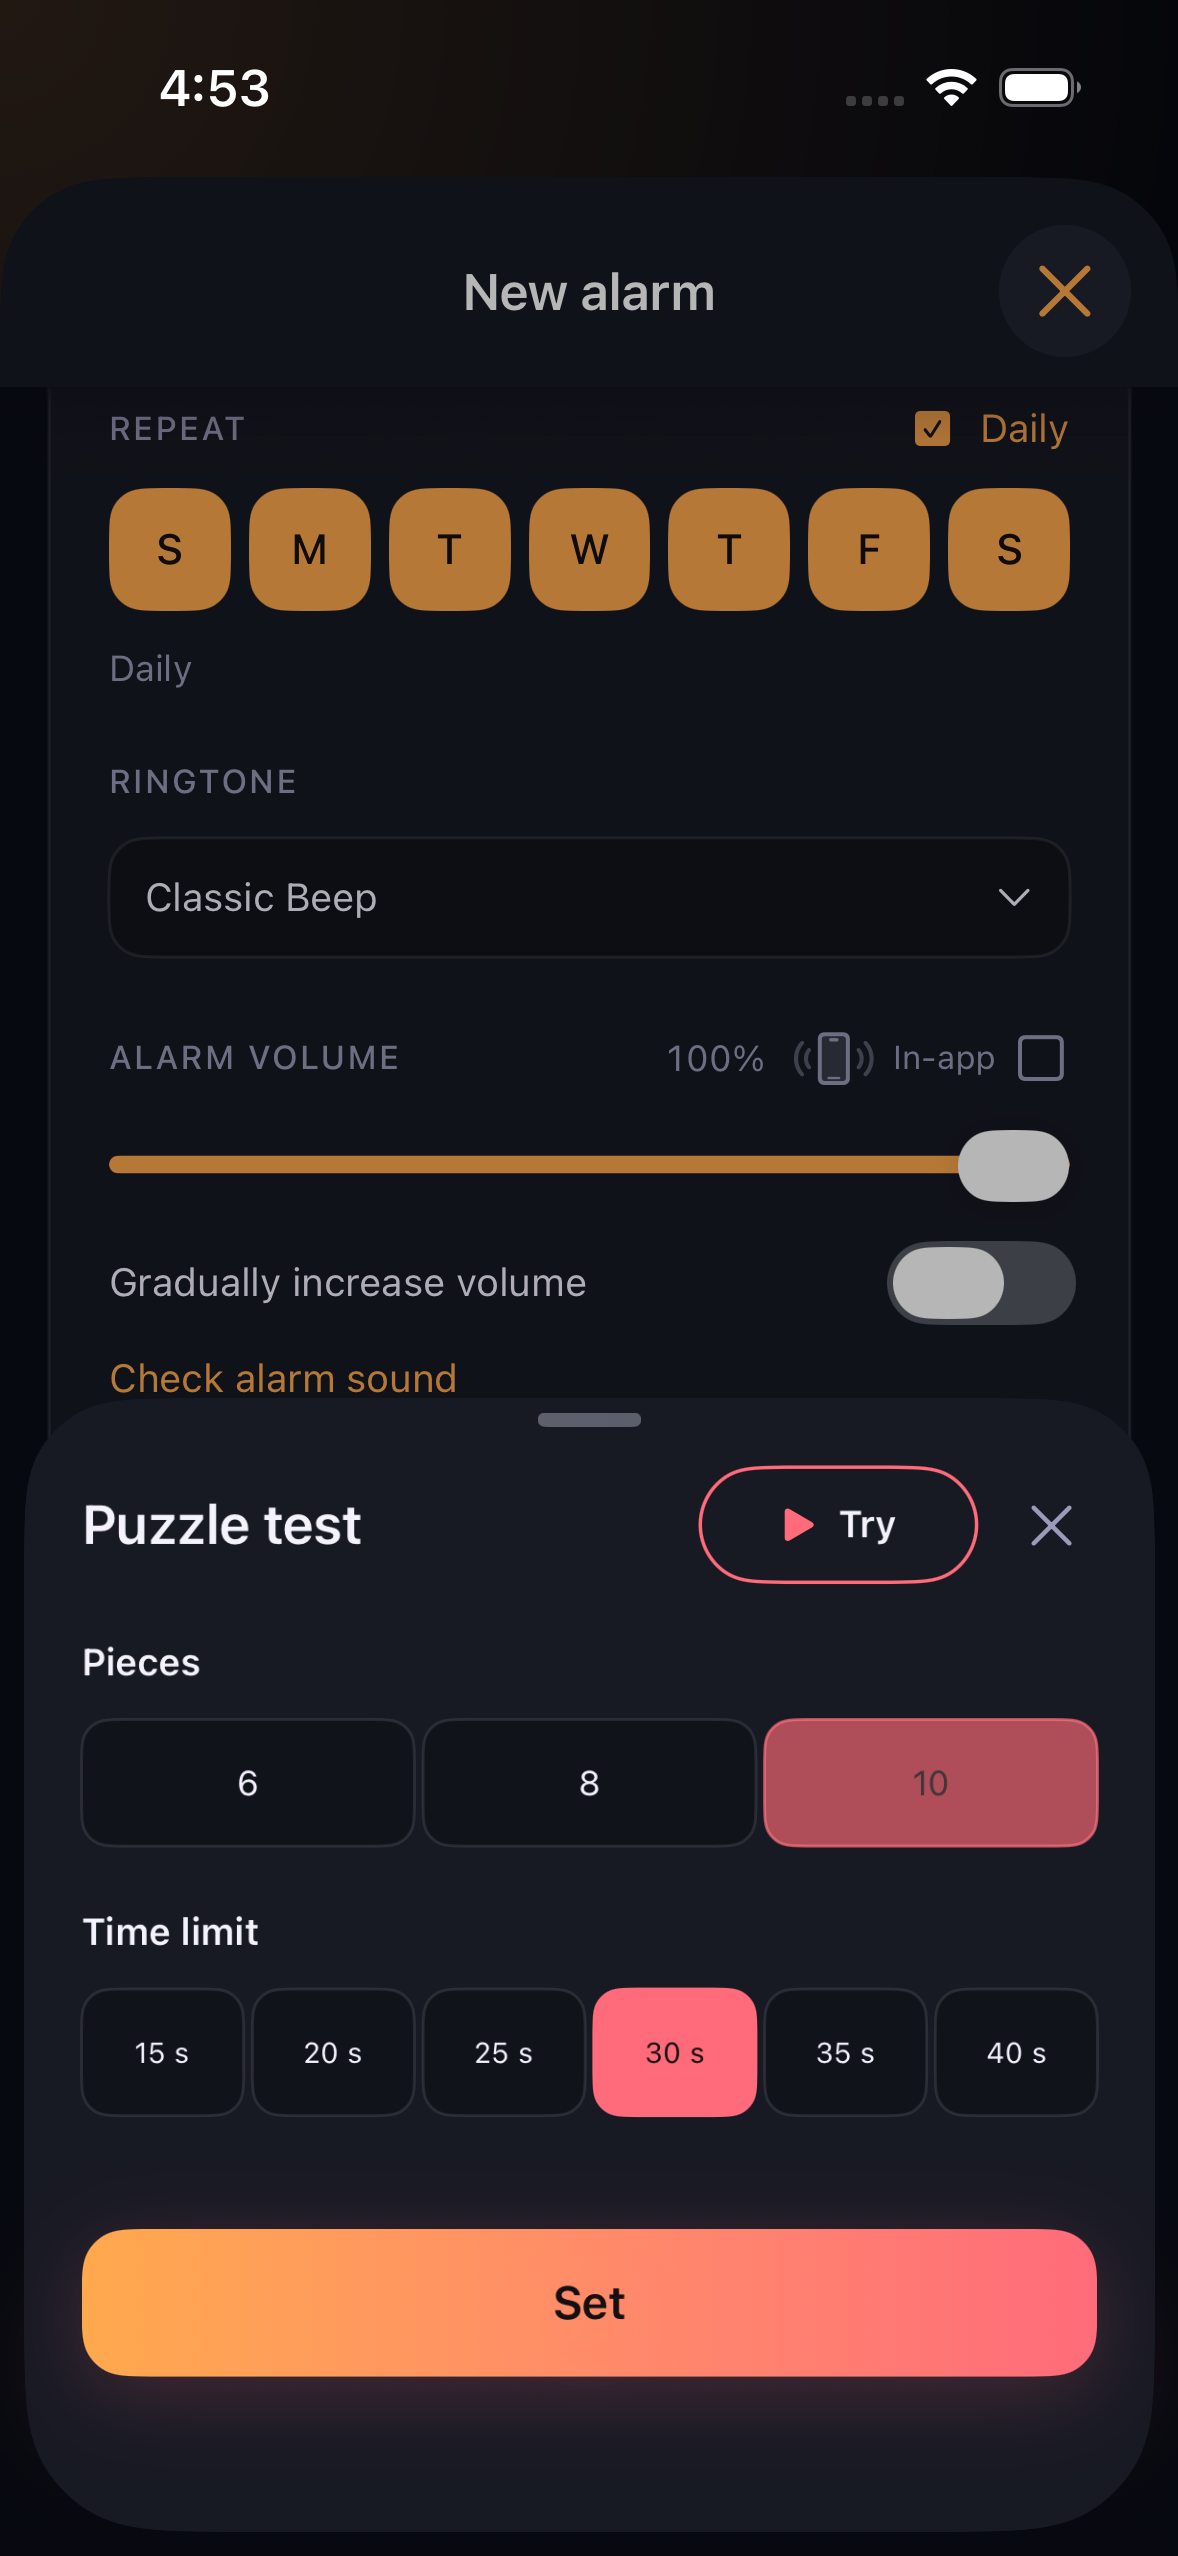 4:53
New alarm
REPEAT Daily
S M T W T F S
Daily
RINGTONE
Classic Beep
ALARM VOLUME 100% In-app
Gradually increase volume
Check alarm sound
Puzzle test Try
Pieces
6 8 10
Time limit
15 s 20 s 25 s 30 s 35 s 40 s
Set